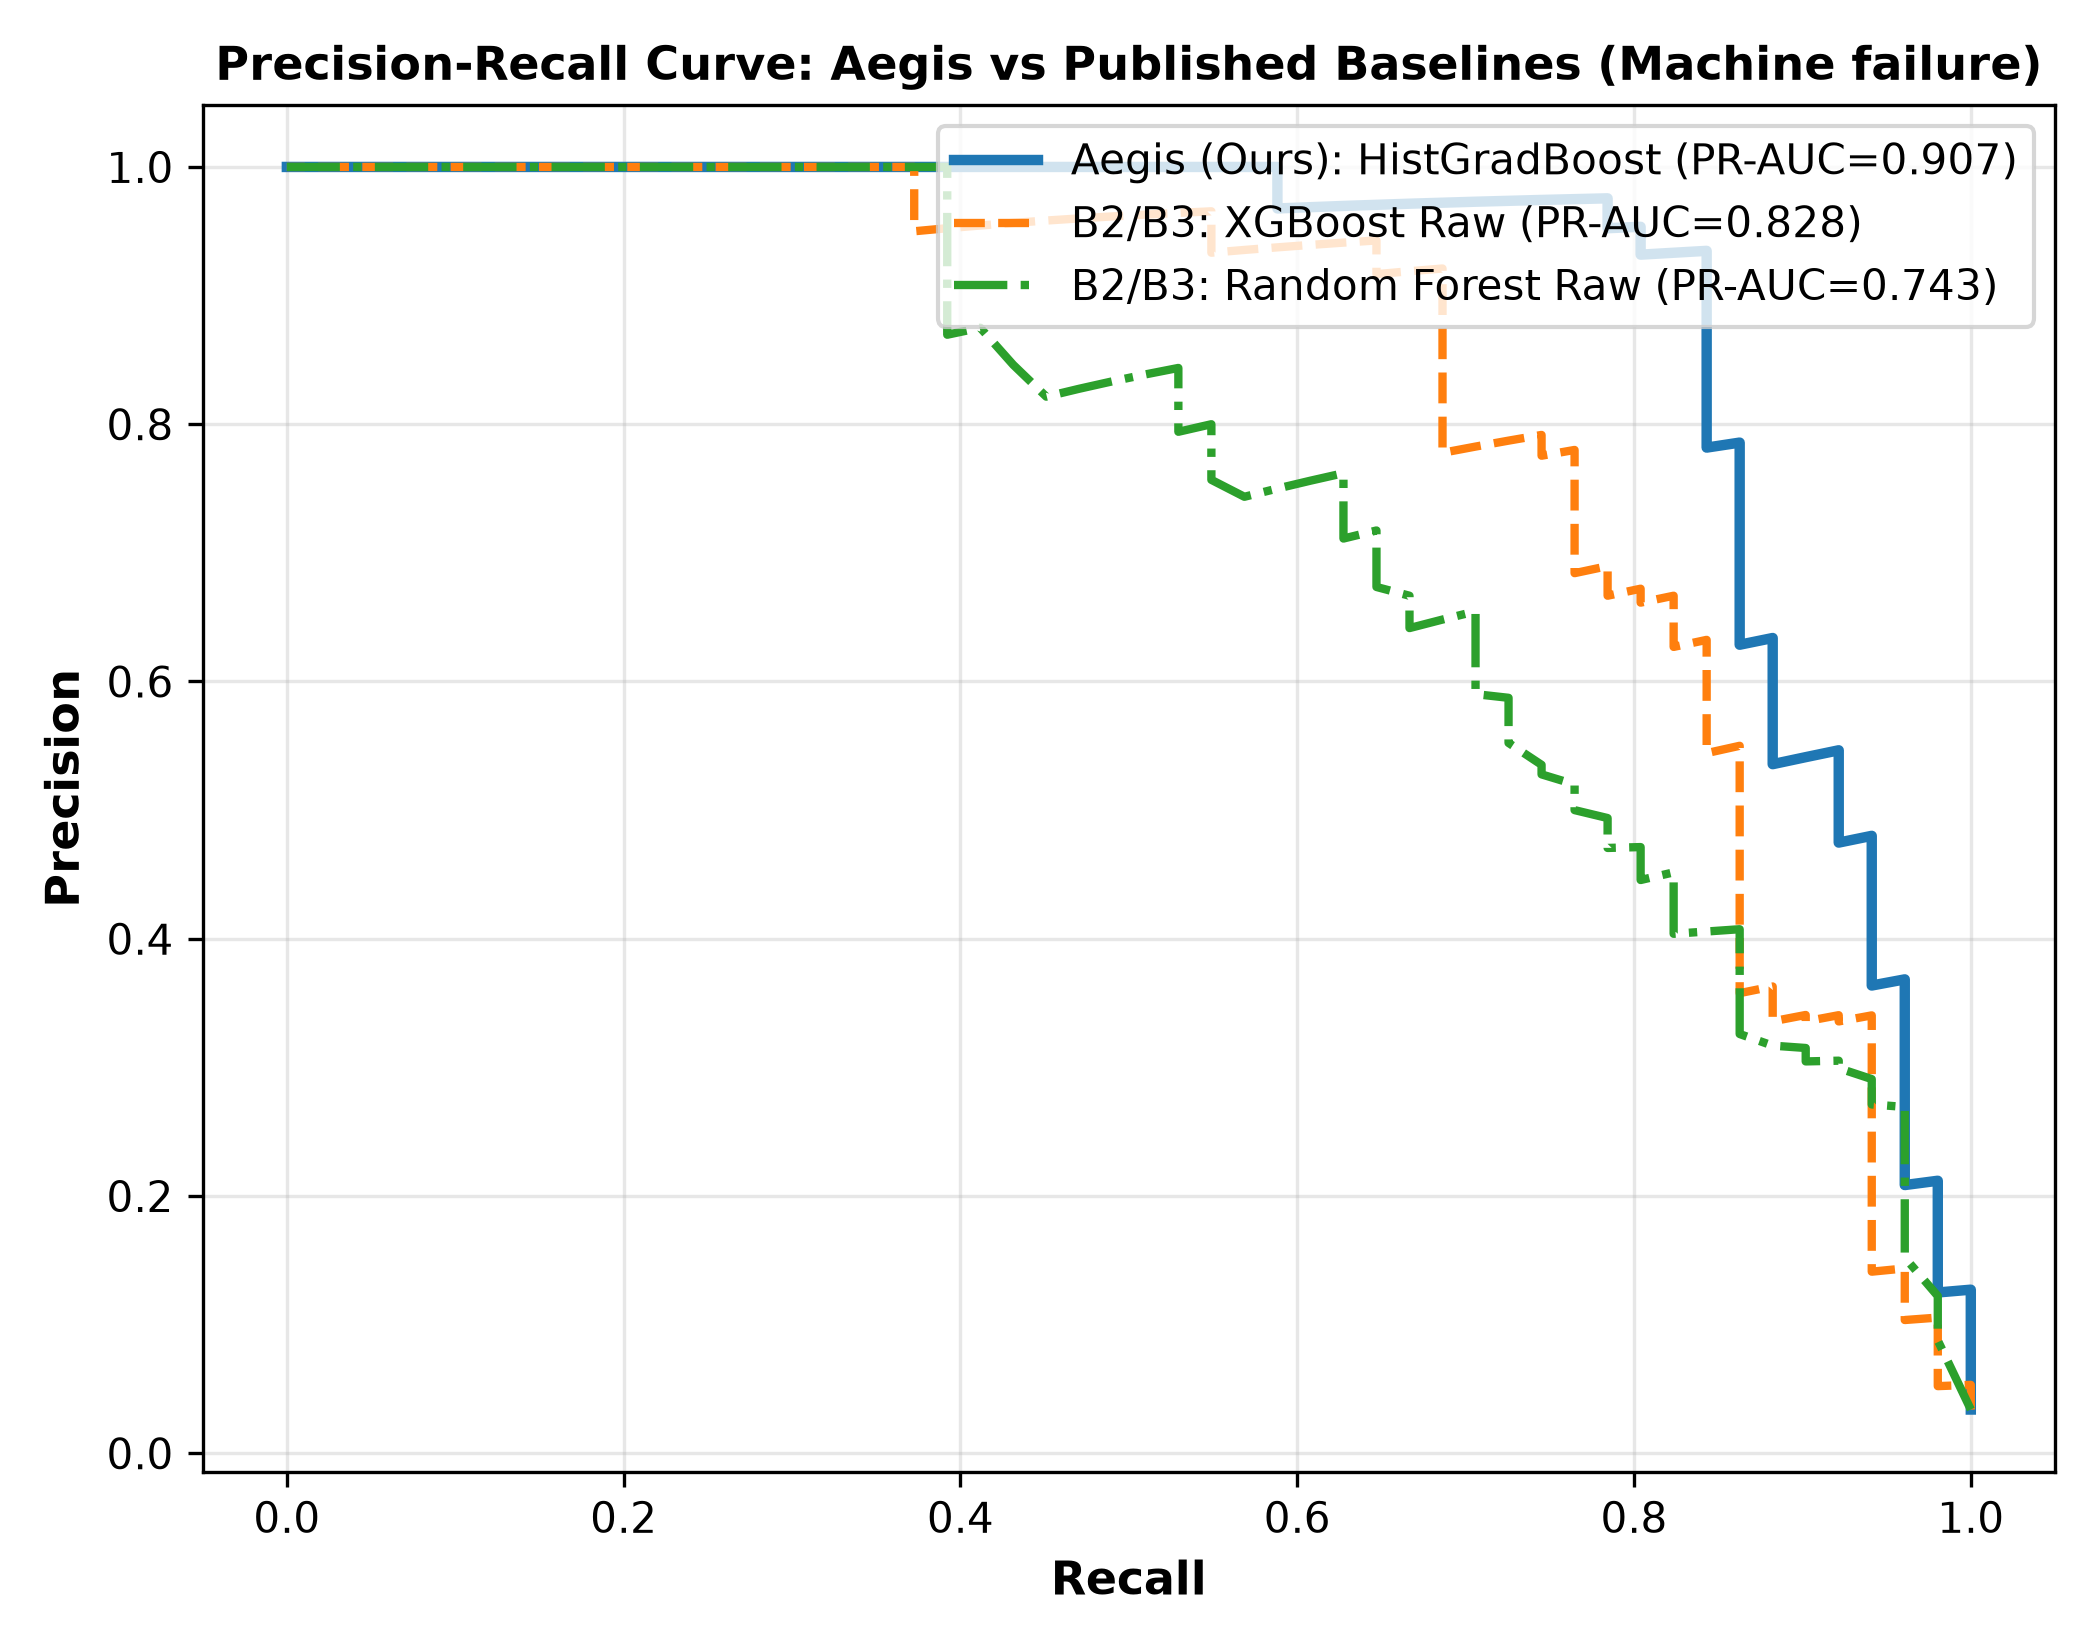 Precision-Recall Curve: Aegis vs Published Baselines (Machine failure)
Aegis (Ours): HistGradBoost (PR-AUC=0.907)
B2/B3: XGBoost Raw (PR-AUC=0.828)
B2/B3: Random Forest Raw (PR-AUC=0.743)
Precision
1.0
0.8
0.6
0.4
0.2
0.0
0.0 0.2 0.4 0.6 0.8 1.0
Recall